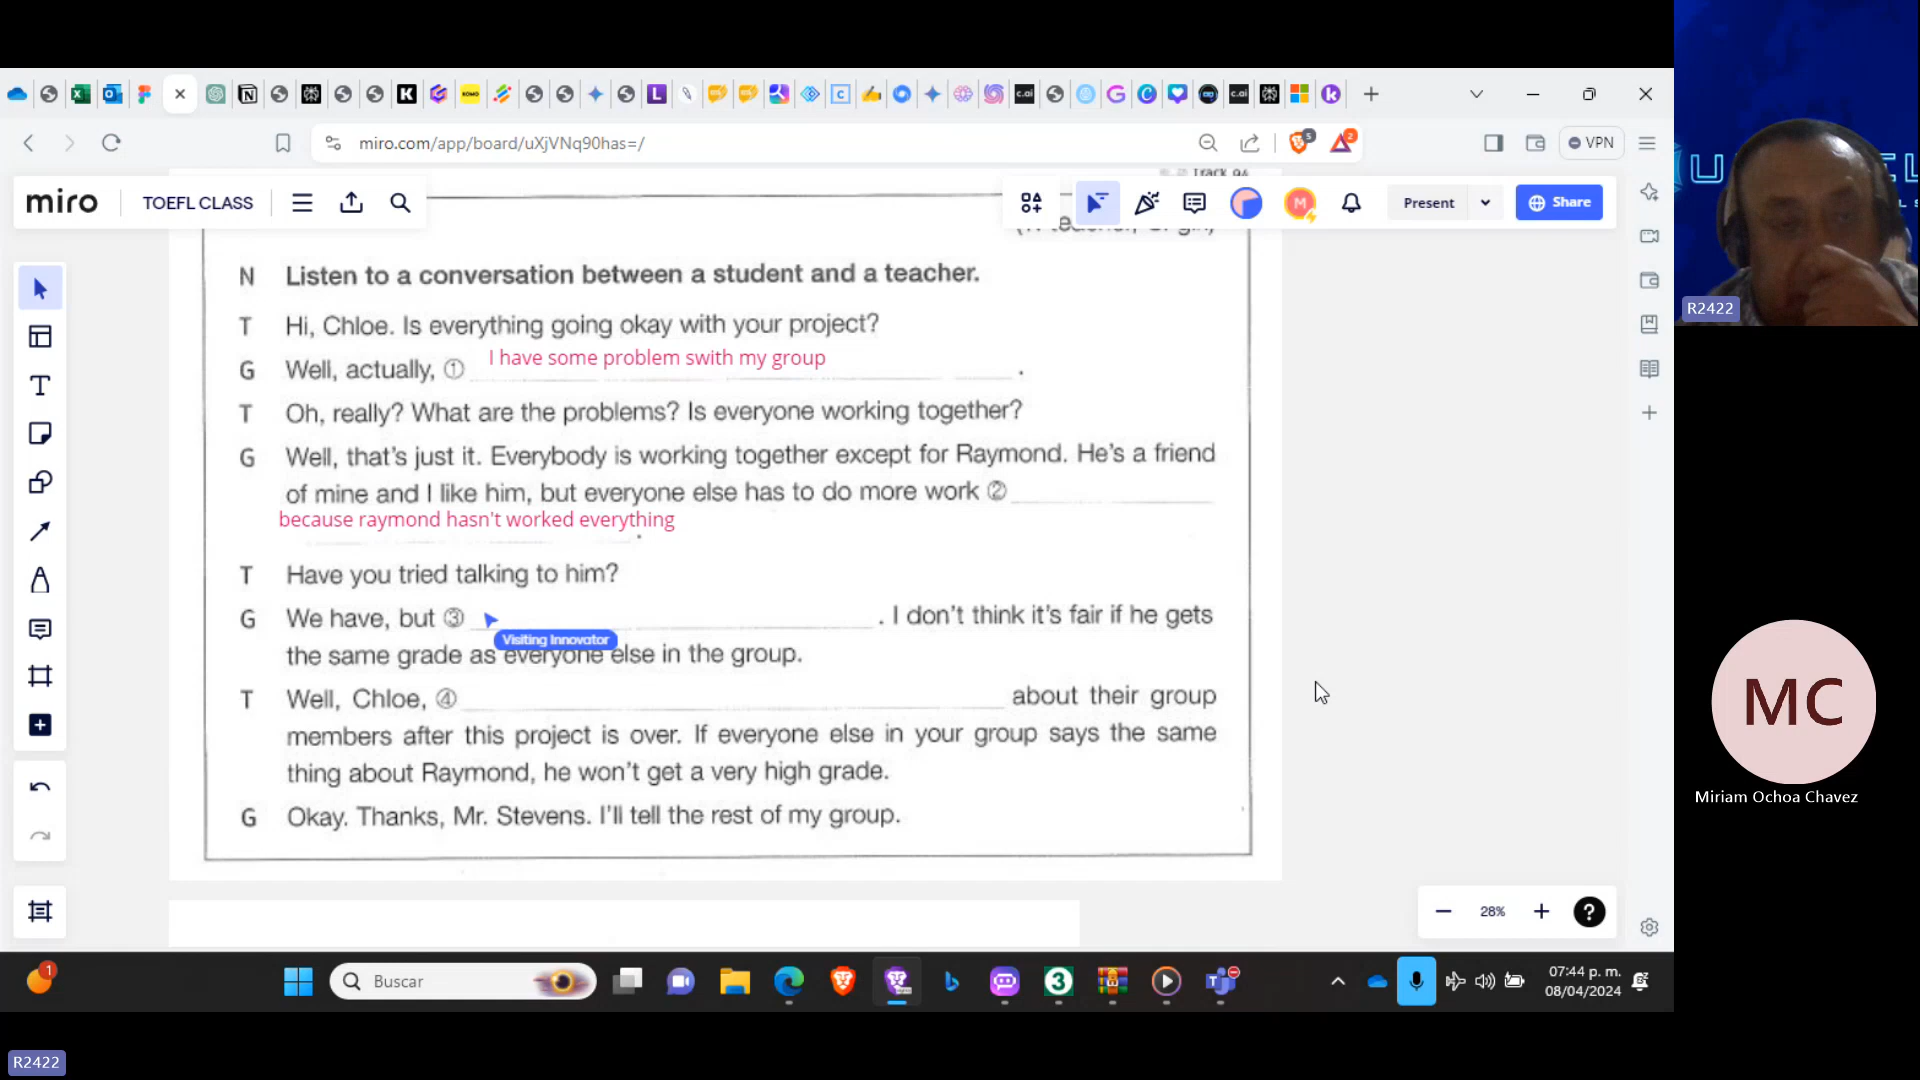 miro.com/app/board/uXjVNq90has=/
5
2
VPN
Track 94
miro
TOEFL CLASS
M
Present
Share
N Listen to a conversation between a student and a teacher.
T Hi, Chloe. Is everything going okay with your project?
I have some problem swith my group
G Well, actually, ① .
T Oh, really? What are the problems? Is everyone working together?
G Well, that's just it. Everybody is working together except for Raymond. He's a friend
of mine and I like him, but everyone else has to do more work ②
because raymond hasn't worked everything
.
T Have you tried talking to him?
G We have, but ③ . I don't think it's fair if he gets
Visiting Innovator
the same grade as everyone else in the group.
T Well, Chloe, ④ about their group
members after this project is over. If everyone else in your group says the same
thing about Raymond, he won't get a very high grade.
G Okay. Thanks, Mr. Stevens. I'll tell the rest of my group.
28%
R2422
MC
Miriam Ochoa Chavez
1
Buscar
07:44 p. m.
08/04/2024
R2422